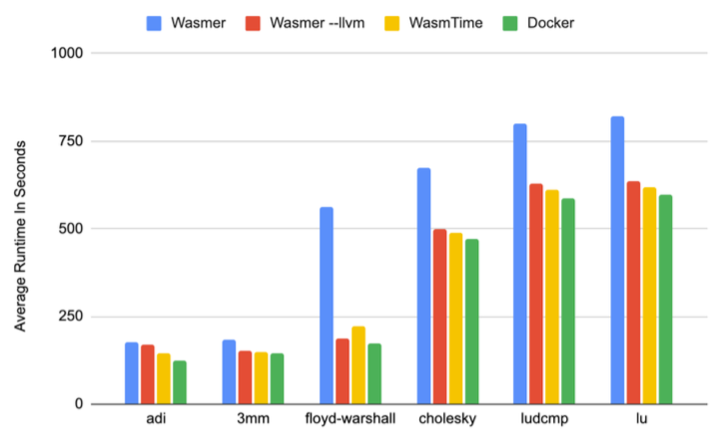 Wasmer Wasmer --llvm WasmTime Docker
Average Runtime In Seconds
1000
750
500
250
0
adi 3mm floyd-warshall cholesky ludcmp lu